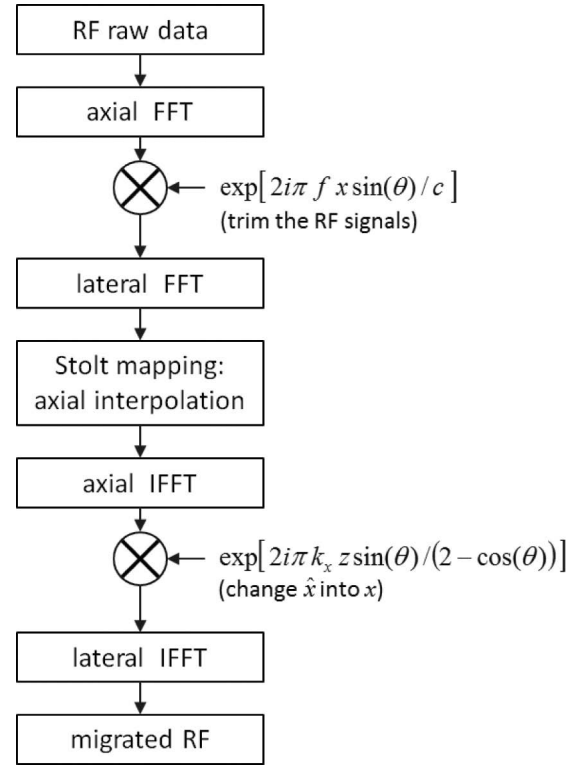 RF raw data
axial FFT
exp[2iπ f x sin(θ)/c]
(trim the RF signals)
lateral FFT
Stolt mapping:
axial interpolation
axial IFFT
exp[2iπ kₓ z sin(θ)/(2 − cos(θ))]
(change x̂ into x)
lateral IFFT
migrated RF